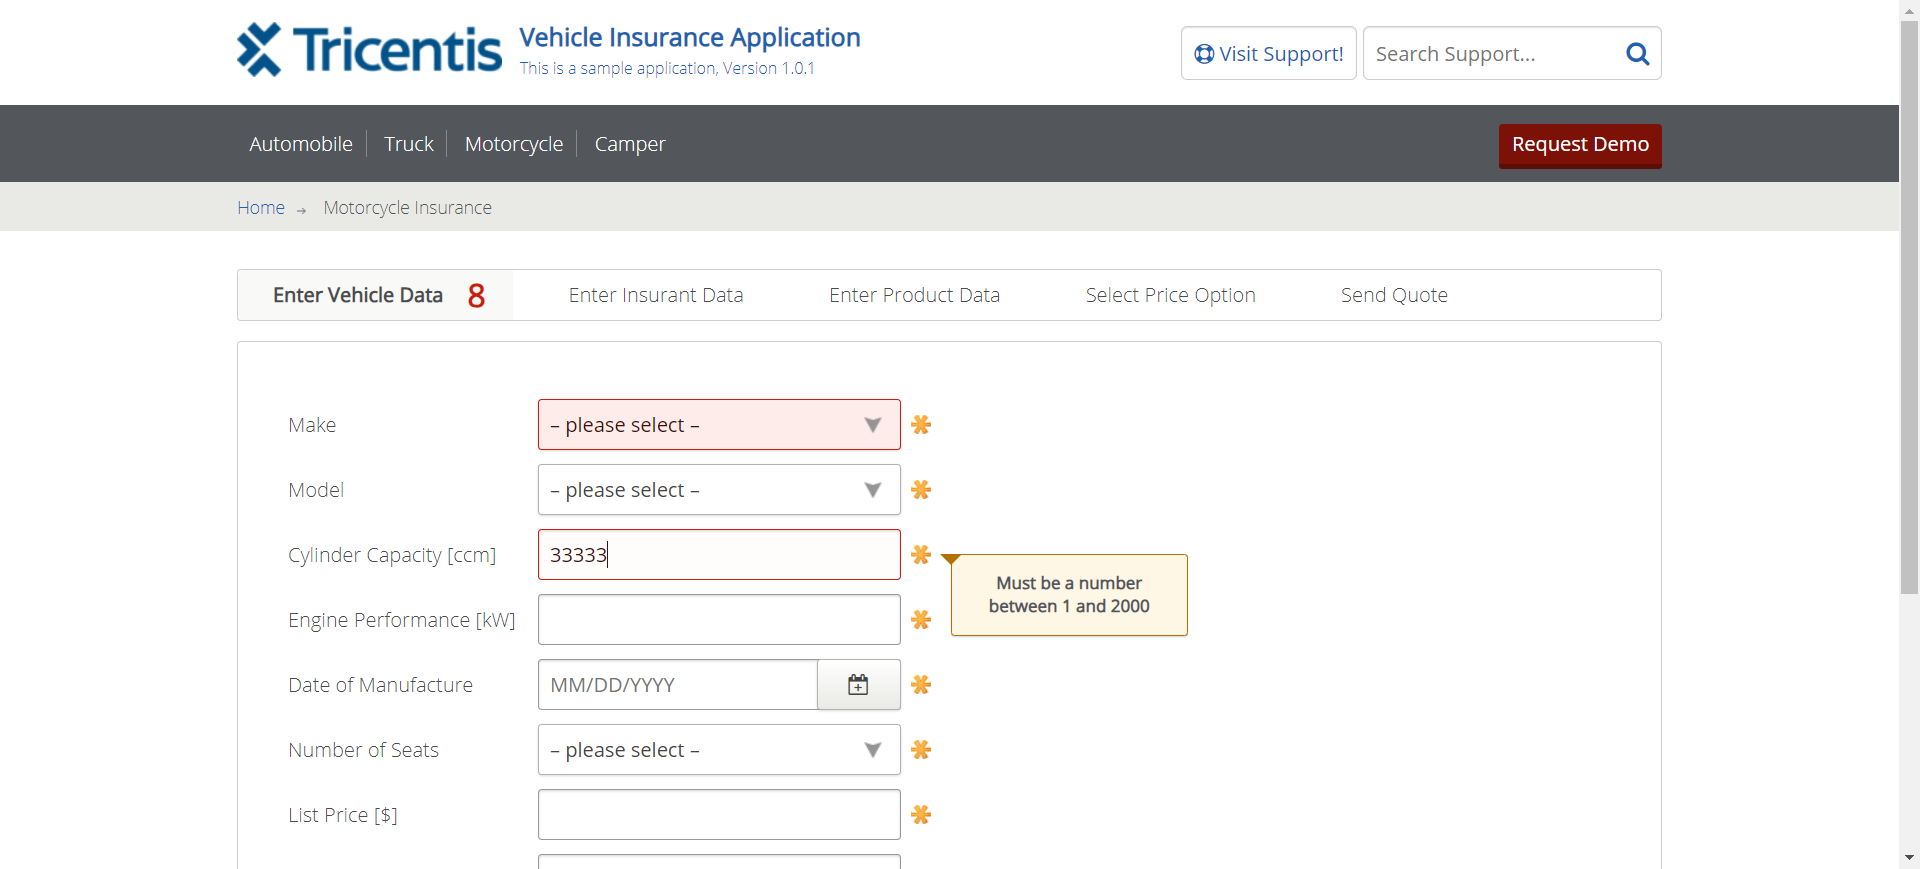 Tricentis
Vehicle Insurance Application
This is a sample application, Version 1.0.1
Visit Support!
Search Support...
Automobile
Truck
Motorcycle
Camper
Request Demo
Home → Motorcycle Insurance
Enter Vehicle Data 8
Enter Insurant Data
Enter Product Data
Select Price Option
Send Quote
Make
– please select –
Model
– please select –
Cylinder Capacity [ccm]
33333
Must be a number
between 1 and 2000
Engine Performance [kW]
Date of Manufacture
MM/DD/YYYY
Number of Seats
– please select –
List Price [$]